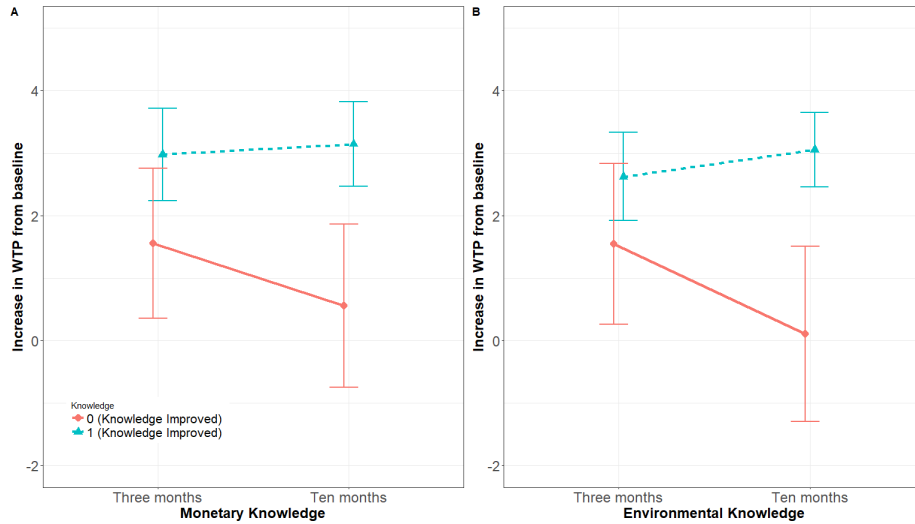 A
Increase in WTP from baseline
4
2
0
-2
Knowledge
0 (Knowledge Improved)
1 (Knowledge Improved)
Three months
Ten months
Monetary Knowledge
B
Increase in WTP from baseline
4
2
0
-2
Three months
Ten months
Environmental Knowledge